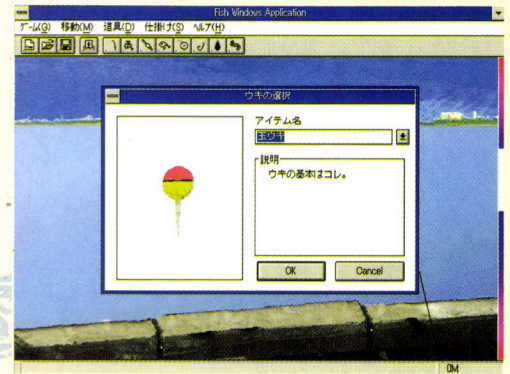 Fish Windows Application
ゲーム(G) 移動(M) 道具(D) 仕掛け(S) ヘルプ(H)
ウキの選択
アイテム名
玉ウキ
説明
ウキの基本はコレ。
OK Cancel
0M